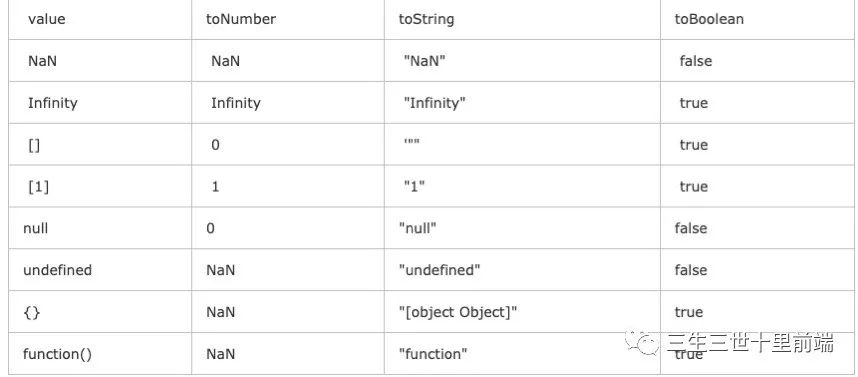 value toNumber toString toBoolean
NaN NaN "NaN" false
Infinity Infinity "Infinity" true
[] 0 '"" true
[1] 1 "1" true
null 0 "null" false
undefined NaN "undefined" false
{} NaN "[object Object]" true
function() NaN "function" true
三生三世十里前端